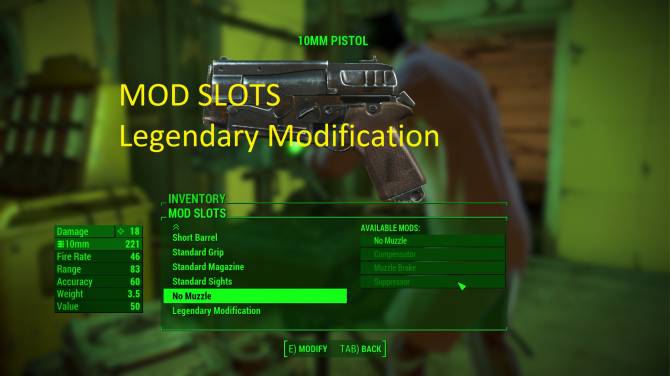 10MM PISTOL
MOD SLOTS
Legendary Modification
INVENTORY
MOD SLOTS
Damage 18
10mm 221
Fire Rate 46
Range 83
Accuracy 60
Weight 3.5
Value 50
Short Barrel
Standard Grip
Standard Magazine
Standard Sights
No Muzzle
Legendary Modification
AVAILABLE MODS:
No Muzzle
Compensator
Muzzle Brake
Suppressor
E) MODIFY TAB) BACK